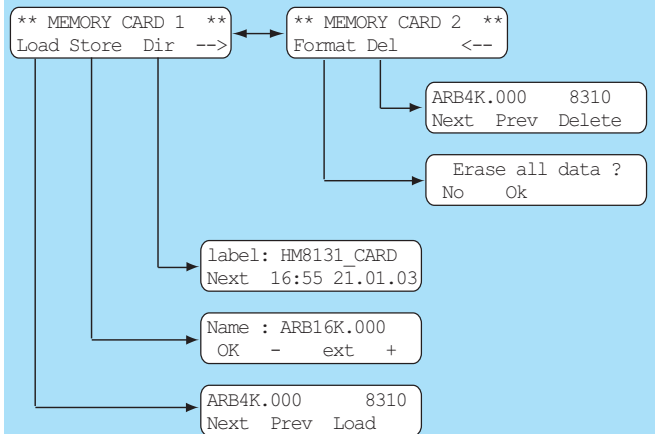 ** MEMORY CARD 1 **
Load Store Dir -->
** MEMORY CARD 2 **
Format Del <--
ARB4K.000 8310
Next Prev Delete
Erase all data ?
No Ok
label: HM8131_CARD
Next 16:55 21.01.03
Name : ARB16K.000
OK - ext +
ARB4K.000 8310
Next Prev Load